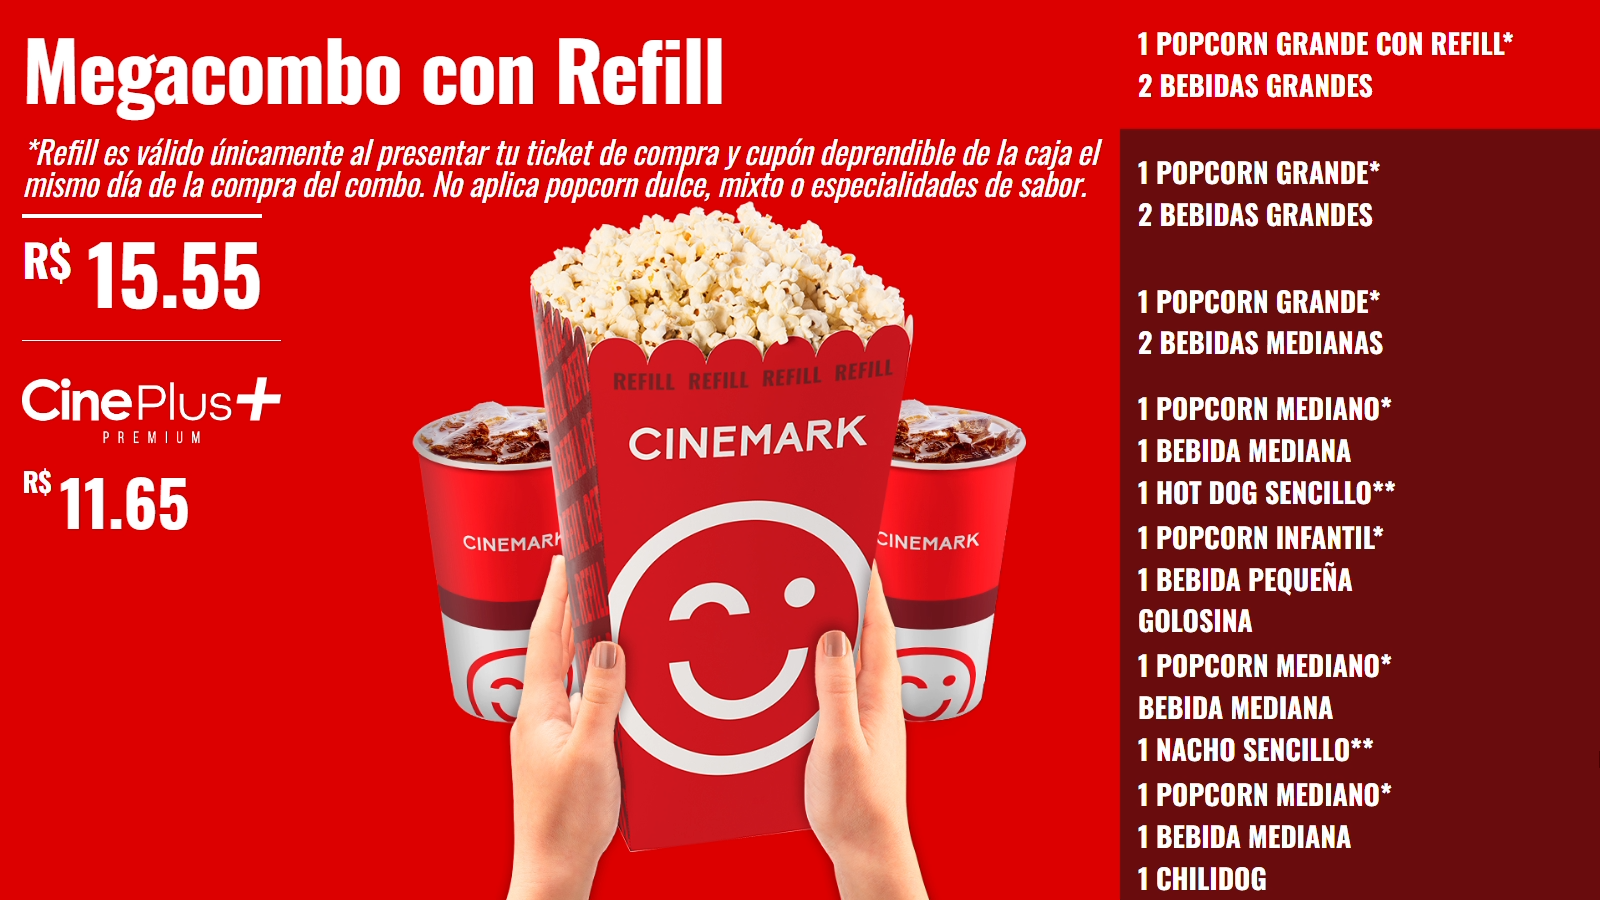 Megacombo con Refill
*Refill es válido únicamente al presentar tu ticket de compra y cupón deprendible de la caja el
mismo día de la compra del combo. No aplica popcorn dulce, mixto o especialidades de sabor.
R$ 15.55
CinePlus+
PREMIUM
R$ 11.65
REFILL REFILL REFILL REFILL
CINEMARK
CINEMARK
CINEMARK
1 POPCORN GRANDE CON REFILL*
2 BEBIDAS GRANDES
1 POPCORN GRANDE*
2 BEBIDAS GRANDES
1 POPCORN GRANDE*
2 BEBIDAS MEDIANAS
1 POPCORN MEDIANO*
1 BEBIDA MEDIANA
1 HOT DOG SENCILLO**
1 POPCORN INFANTIL*
1 BEBIDA PEQUEÑA
GOLOSINA
1 POPCORN MEDIANO*
BEBIDA MEDIANA
1 NACHO SENCILLO**
1 POPCORN MEDIANO*
1 BEBIDA MEDIANA
1 CHILIDOG